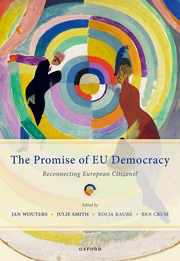 The Promise of EU Democracy
Reconnecting European Citizens?
Edited by
JAN WOUTERS • JULIE SMITH • KOLJA RAUBE • BEN CRUM
OXFORD